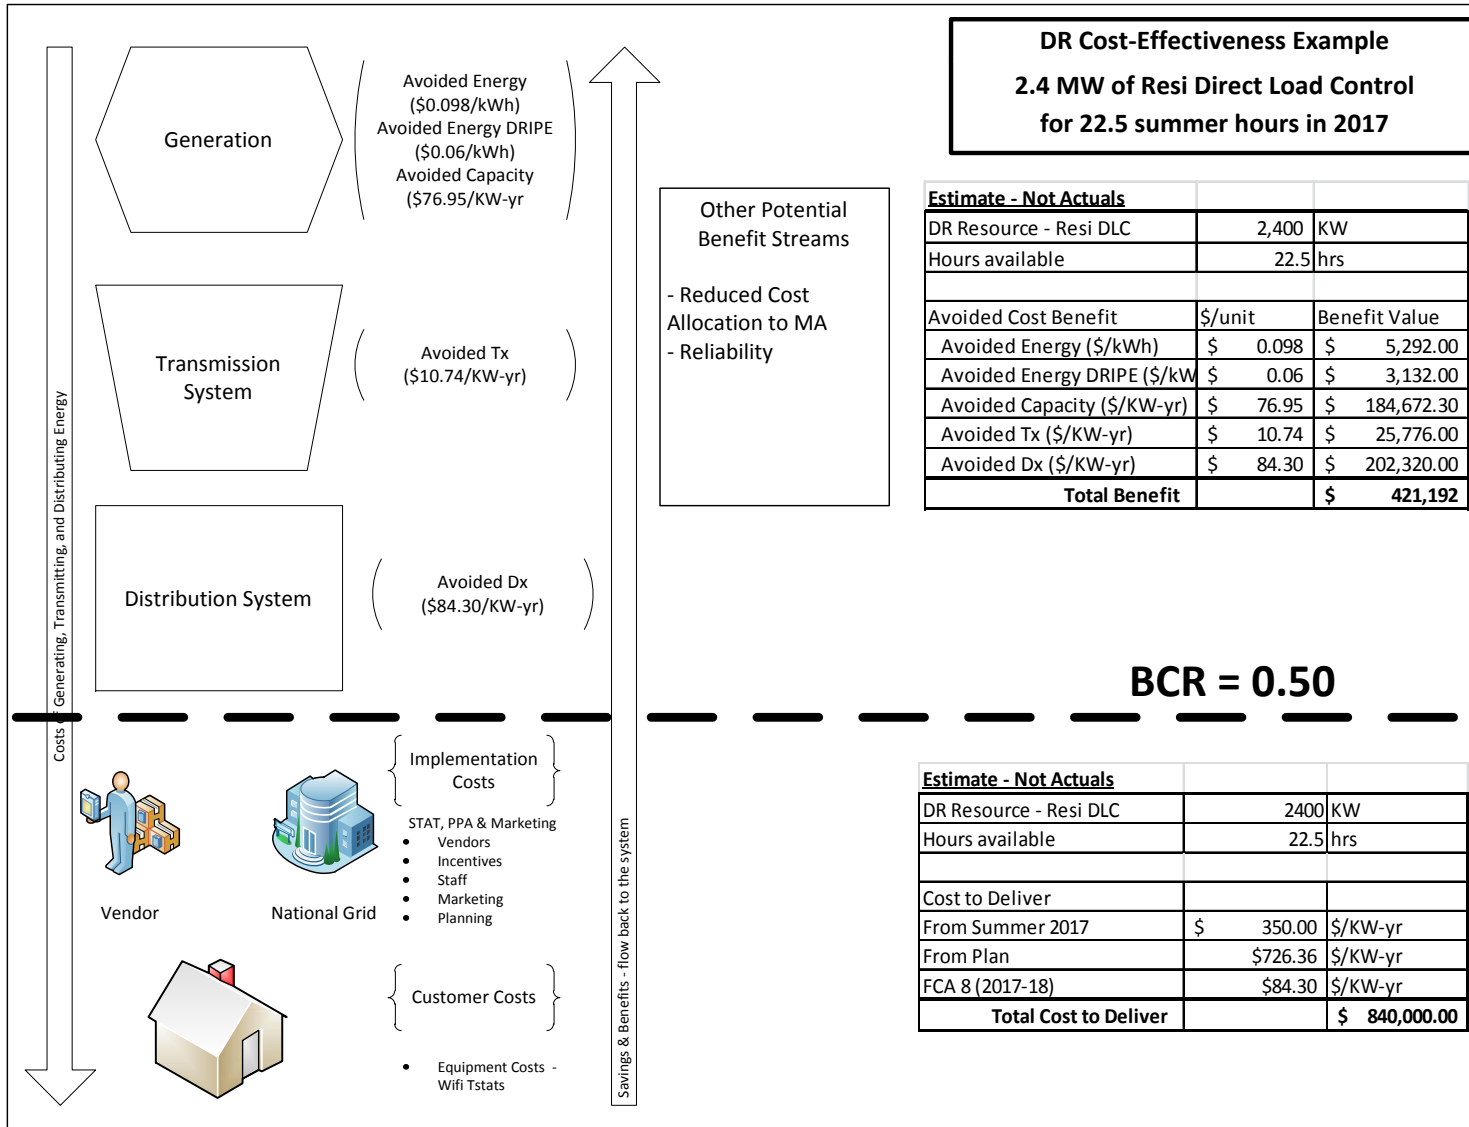 DR Cost-Effectiveness Example
2.4 MW of Resi Direct Load Control
for 22.5 summer hours in 2017
Costs of Generating, Transmitting, and Distributing Energy
Generation
Avoided Energy
($0.098/kWh)
Avoided Energy DRIPE
($0.06/kWh)
Avoided Capacity
($76.95/KW-yr
Transmission
System
Avoided Tx
($10.74/KW-yr)
Distribution System
Avoided Dx
($84.30/KW-yr)
Savings & Benefits - flow back to the system
Other Potential
Benefit Streams
- Reduced Cost
Allocation to MA
- Reliability
Estimate - Not Actuals
DR Resource - Resi DLC 2,400 KW
Hours available 22.5 hrs
Avoided Cost Benefit $/unit Benefit Value
Avoided Energy ($/kWh) $ 0.098 $ 5,292.00
Avoided Energy DRIPE ($/kW $ 0.06 $ 3,132.00
Avoided Capacity ($/KW-yr) $ 76.95 $ 184,672.30
Avoided Tx ($/KW-yr) $ 10.74 $ 25,776.00
Avoided Dx ($/KW-yr) $ 84.30 $ 202,320.00
Total Benefit $ 421,192
BCR = 0.50
Vendor
National Grid
Implementation
Costs
STAT, PPA & Marketing
• Vendors
• Incentives
• Staff
• Marketing
• Planning
Customer Costs
• Equipment Costs -
Wifi Tstats
Estimate - Not Actuals
DR Resource - Resi DLC 2400 KW
Hours available 22.5 hrs
Cost to Deliver
From Summer 2017 $ 350.00 $/KW-yr
From Plan $726.36 $/KW-yr
FCA 8 (2017-18) $84.30 $/KW-yr
Total Cost to Deliver $ 840,000.00